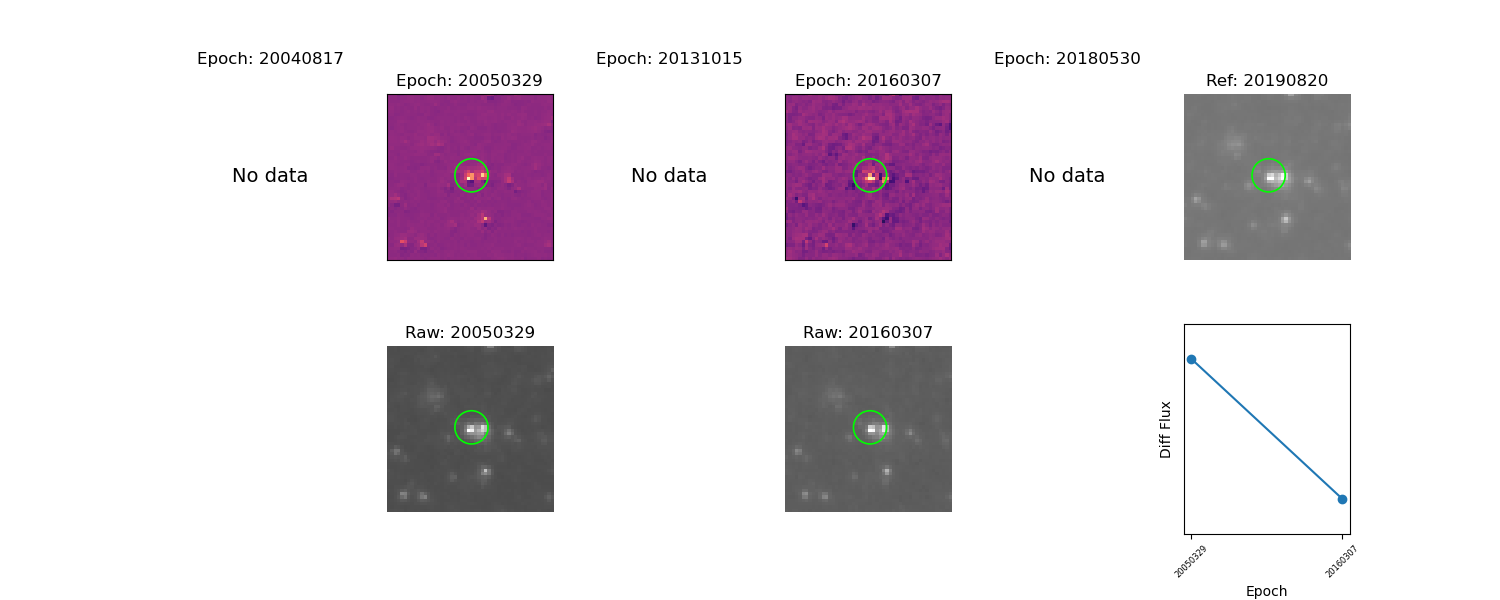 Epoch: 20040817
Epoch: 20131015
Epoch: 20180530
Epoch: 20050329
Epoch: 20160307
Ref: 20190820
No data
No data
No data
Raw: 20050329
Raw: 20160307
Diff Flux
20050329
20160307
Epoch